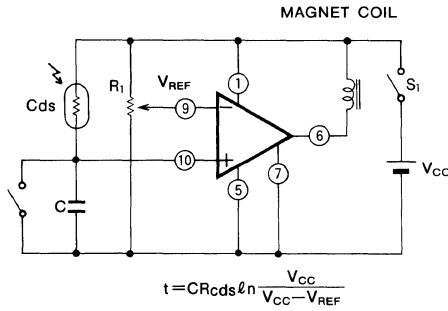 MAGNET COIL
Cds
R1
VREF
1
9
10
5
7
6
S1
VCC
C
t=CRcdsℓn VCC / VCC−VREF